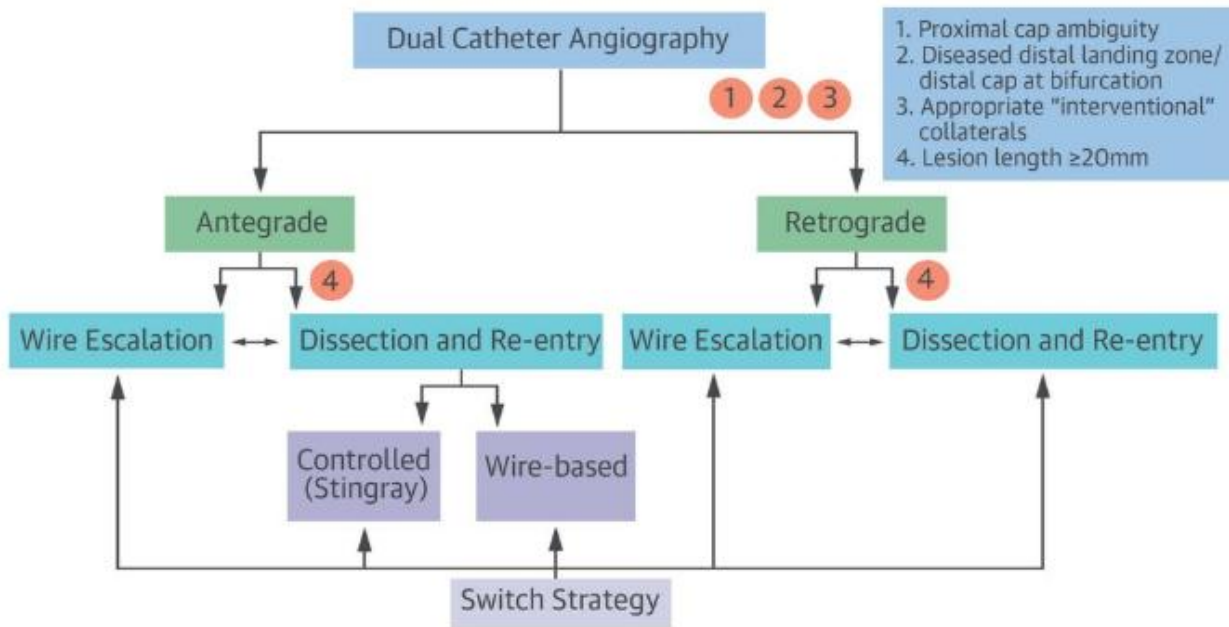 Dual Catheter Angiography
1. Proximal cap ambiguity
2. Diseased distal landing zone/
distal cap at bifurcation
3. Appropriate "interventional"
collaterals
4. Lesion length ≥20mm
1 2 3
Antegrade
Retrograde
4
4
Wire Escalation
Dissection and Re-entry
Wire Escalation
Dissection and Re-entry
Controlled
(Stingray)
Wire-based
Switch Strategy